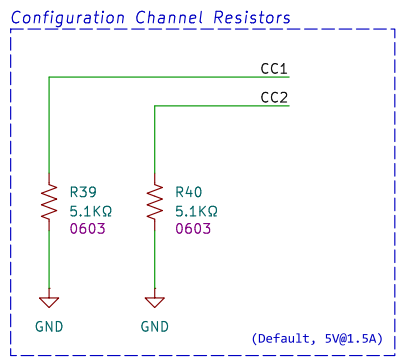 Configuration Channel Resistors
CC1
CC2
R39
5.1KΩ
0603
R40
5.1KΩ
0603
GND
GND
(Default, 5V@1.5A)